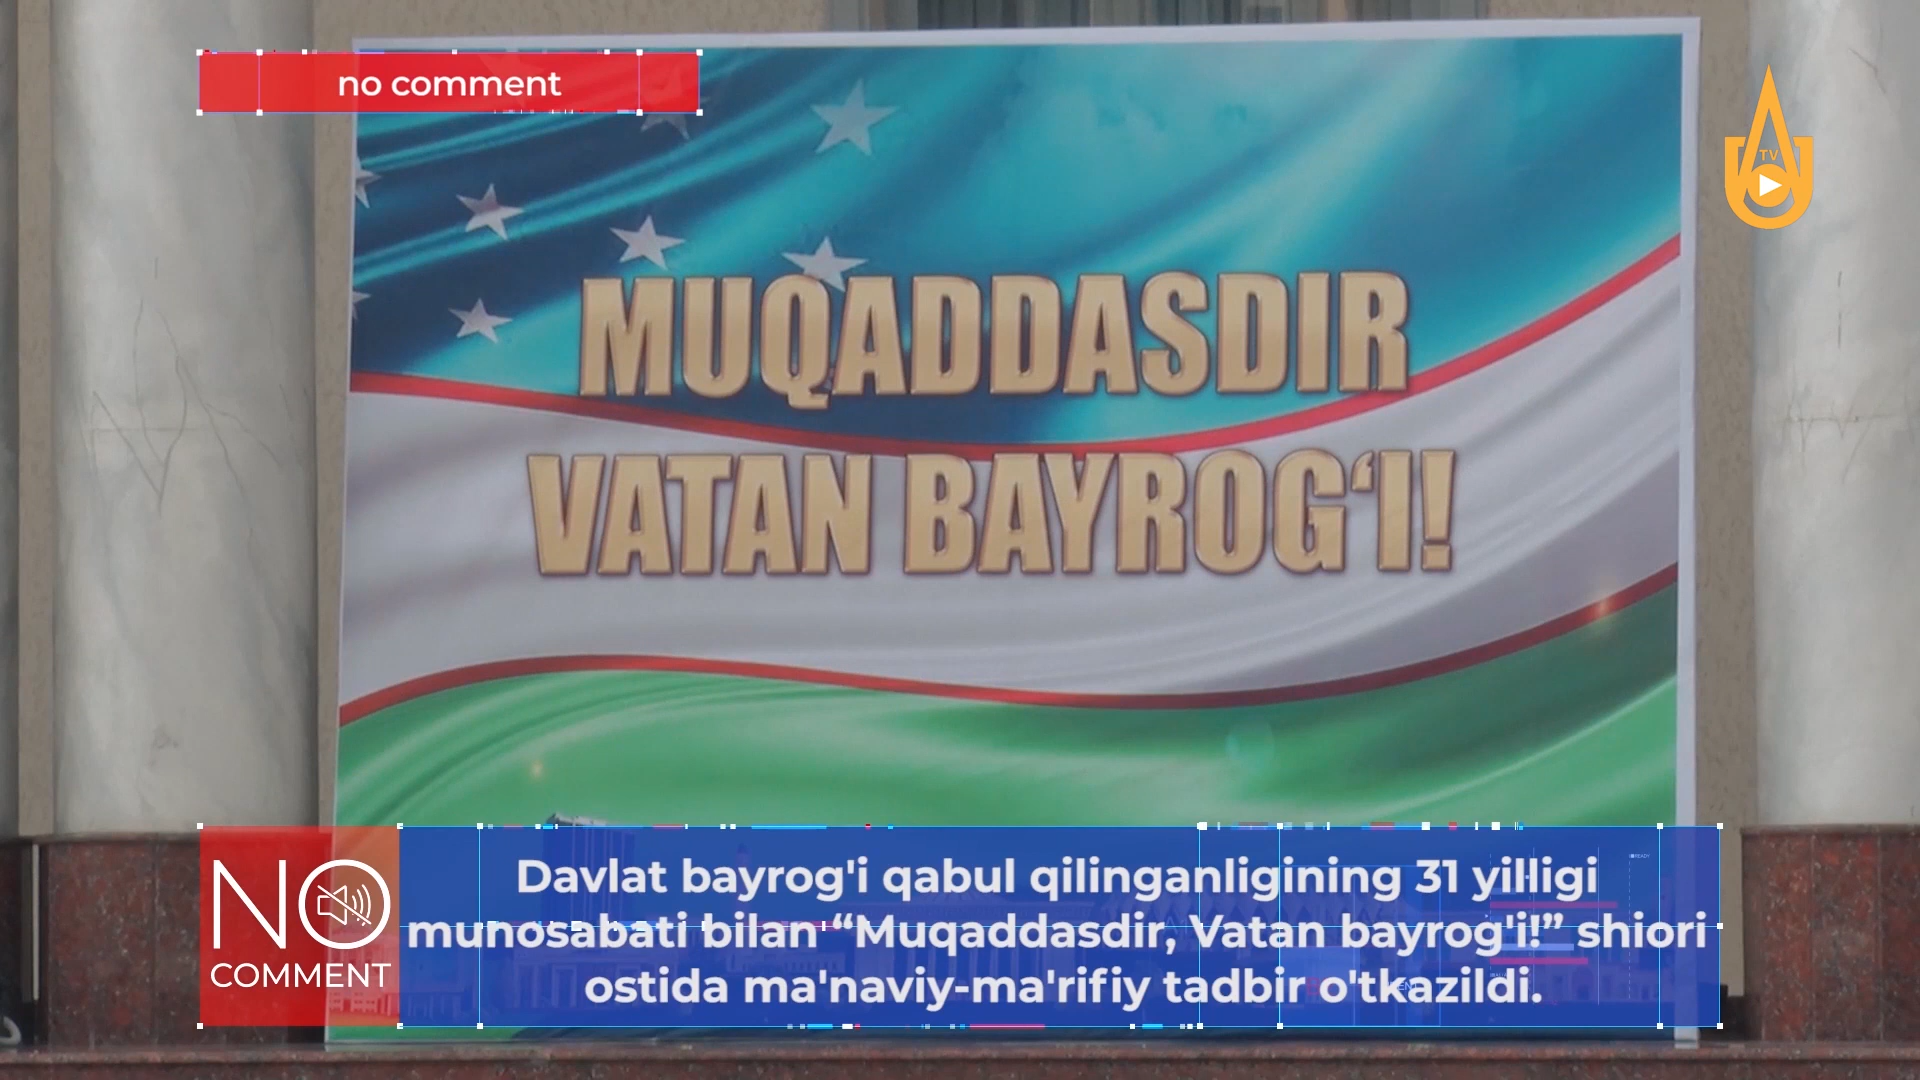 no comment
TV
MUQADDASDIR
VATAN BAYROG‘I!
NO
COMMENT
Davlat bayrog'i qabul qilinganligining 31 yilligi
munosabati bilan “Muqaddasdir, Vatan bayrog'i!” shiori
ostida ma'naviy-ma'rifiy tadbir o'tkazildi.